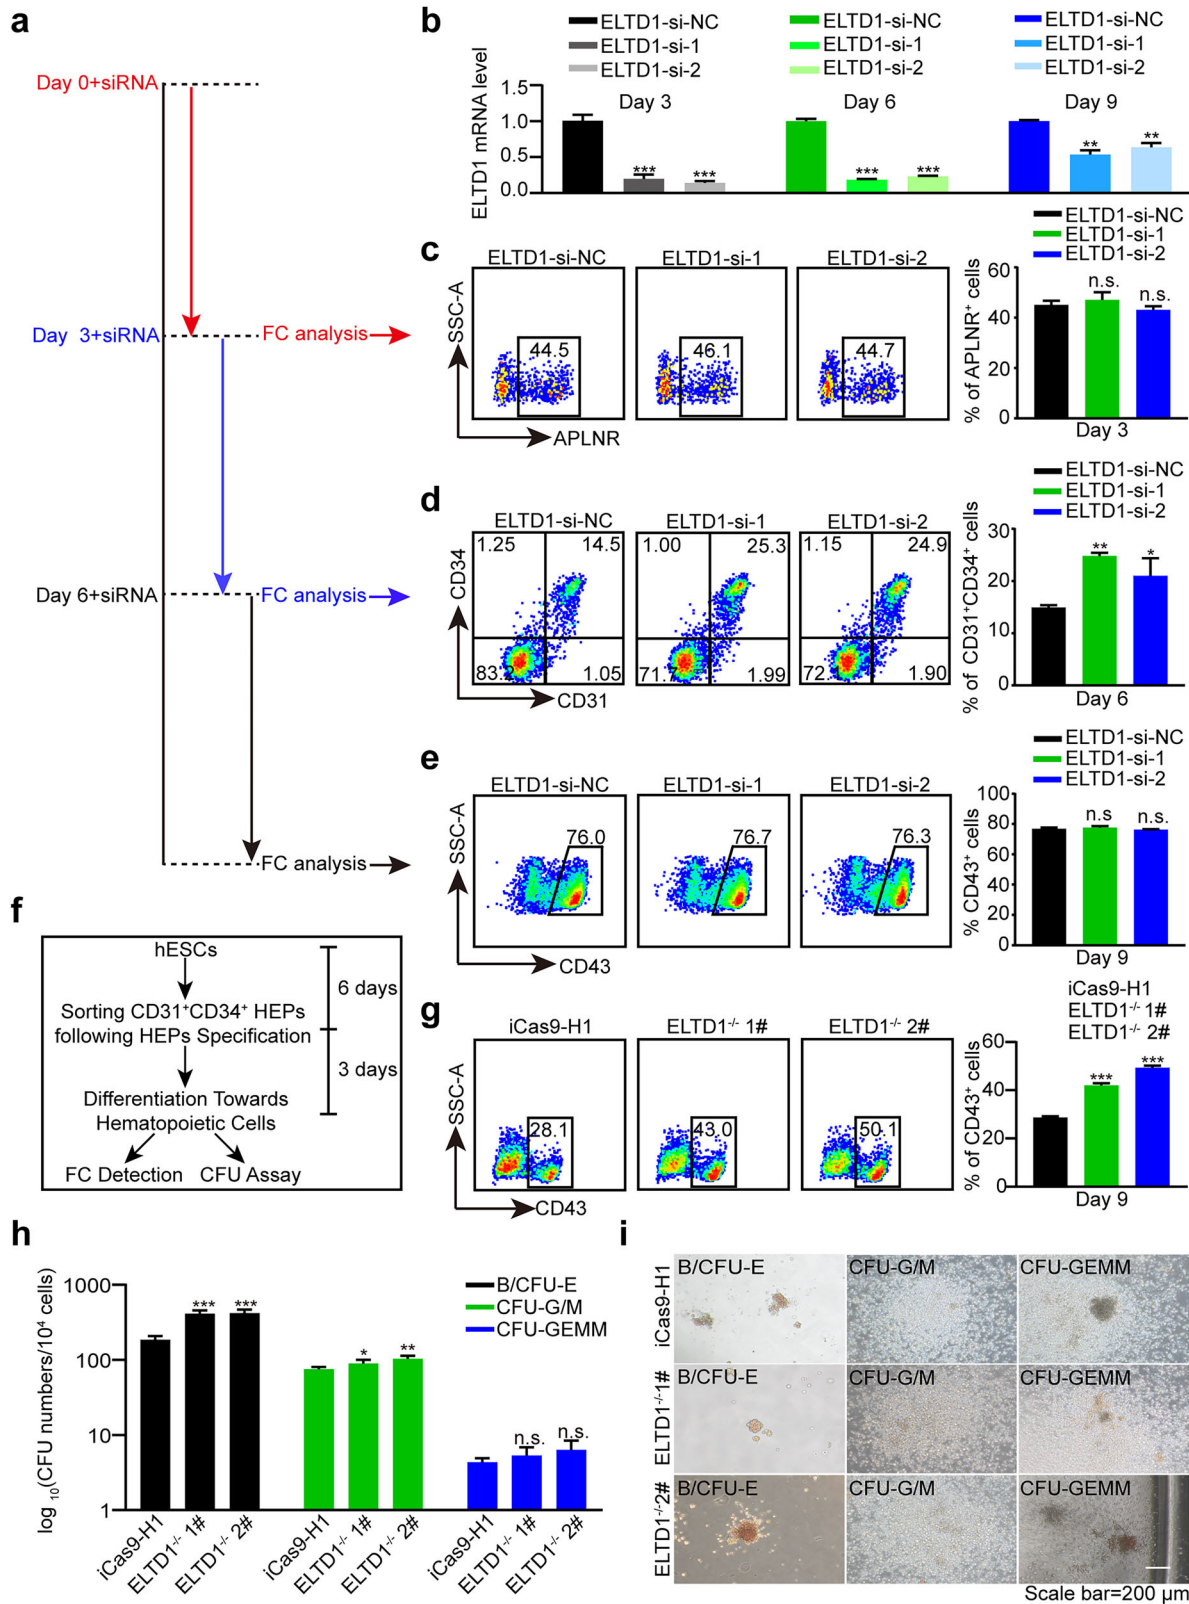 a
Day 0+siRNA
Day 3+siRNA
FC analysis
Day 6+siRNA
FC analysis
FC analysis
b
ELTD1-si-NC
ELTD1-si-1
ELTD1-si-2
ELTD1-si-NC
ELTD1-si-1
ELTD1-si-2
ELTD1-si-NC
ELTD1-si-1
ELTD1-si-2
ELTD1 mRNA level
1.0
0.5
0.0
Day 3
Day 6
Day 9
*** ***
*** ***
** **
c
ELTD1-si-NC
ELTD1-si-1
ELTD1-si-2
SSC-A
APLNR
44.5
46.1
44.7
ELTD1-si-NC
ELTD1-si-1
ELTD1-si-2
% of APLNR⁺ cells
60
40
20
0
n.s.
n.s.
Day 3
d
ELTD1-si-NC
ELTD1-si-1
ELTD1-si-2
CD34
CD31
1.25 14.5
1.05
1.00 25.3
1.99
1.15 24.9
1.90
ELTD1-si-NC
ELTD1-si-1
ELTD1-si-2
% of CD31⁺CD34⁺ cells
30
20
10
0
**
*
Day 6
e
ELTD1-si-NC
ELTD1-si-1
ELTD1-si-2
SSC-A
CD43
76.0
76.7
76.3
ELTD1-si-NC
ELTD1-si-1
ELTD1-si-2
% CD43⁺ cells
100
80
60
40
20
0
n.s
n.s.
Day 9
f
hESCs
Sorting CD31⁺CD34⁺ HEPs
following HEPs Specification
Differentiation Towards
Hematopoietic Cells
FC Detection CFU Assay
6 days
3 days
g
iCas9-H1
ELTD1⁻/⁻ 1#
ELTD1⁻/⁻ 2#
SSC-A
CD43
28.1
43.0
50.1
iCas9-H1
ELTD1⁻/⁻ 1#
ELTD1⁻/⁻ 2#
% of CD43⁺ cells
60
40
20
0
***
***
Day 9
h
log ₁₀(CFU numbers/10⁴ cells)
1000
100
10
1
*** ***
* **
n.s. n.s.
B/CFU-E
CFU-G/M
CFU-GEMM
iCas9-H1
ELTD1⁻/⁻ 1#
ELTD1⁻/⁻ 2#
iCas9-H1
ELTD1⁻/⁻ 1#
ELTD1⁻/⁻ 2#
iCas9-H1
ELTD1⁻/⁻ 1#
ELTD1⁻/⁻ 2#
i
iCas9-H1
B/CFU-E CFU-G/M CFU-GEMM
ELTD1⁻/⁻1#
B/CFU-E CFU-G/M CFU-GEMM
ELTD1⁻/⁻2#
B/CFU-E CFU-G/M CFU-GEMM
Scale bar=200 µm